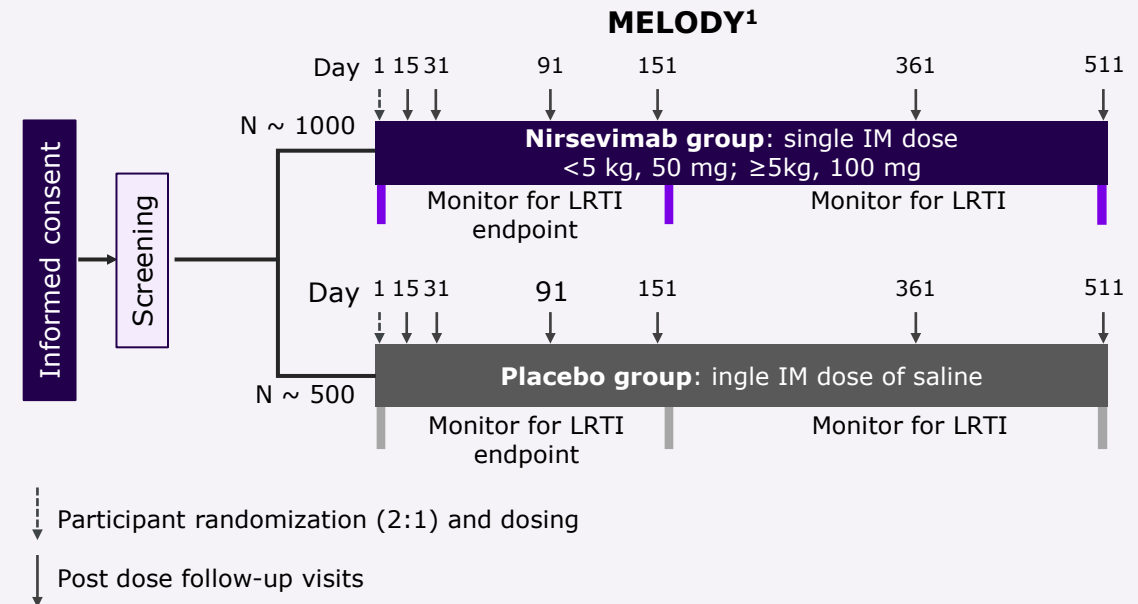 MELODY¹
Day 1 15 31 91 151 361 511
N ~ 1000
Nirsevimab group: single IM dose
<5 kg, 50 mg; ≥5kg, 100 mg
Monitor for LRTI
endpoint
Monitor for LRTI
Informed consent
Screening
Day 1 15 31 91 151 361 511
N ~ 500
Placebo group: ingle IM dose of saline
Monitor for LRTI
endpoint
Monitor for LRTI
Participant randomization (2:1) and dosing
Post dose follow-up visits